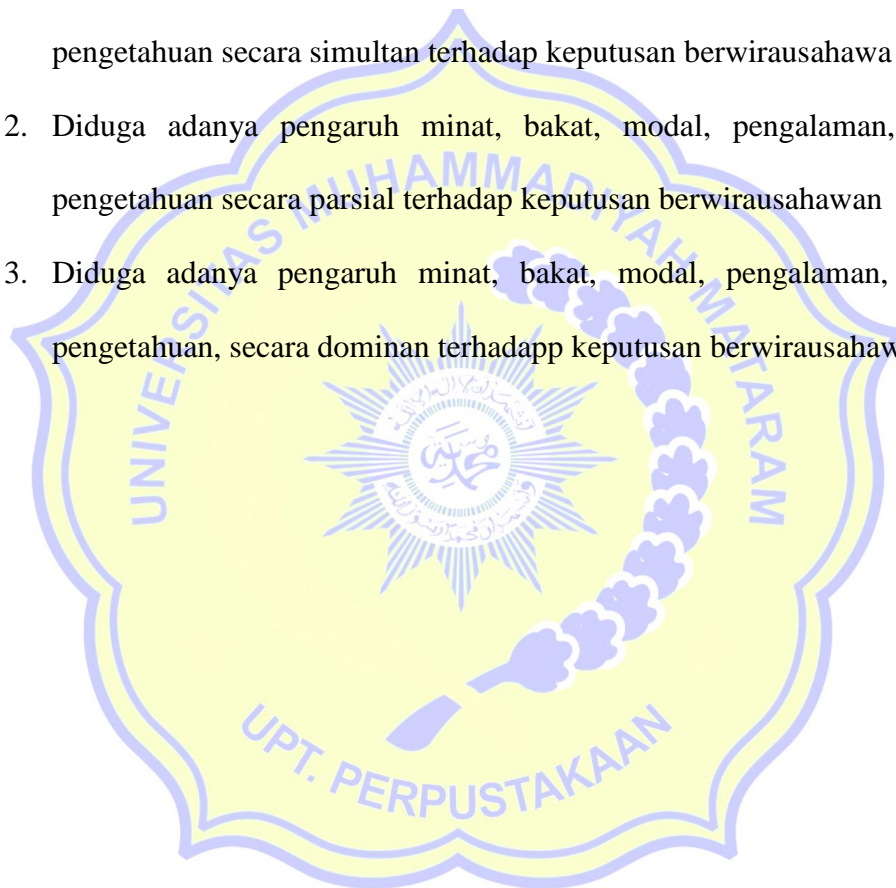 pengetahuan secara simultan terhadap keputusan berwirausahawa
2. Diduga adanya pengaruh minat, bakat, modal, pengalaman,
pengetahuan secara parsial terhadap keputusan berwirausahawan
3. Diduga adanya pengaruh minat, bakat, modal, pengalaman,
pengetahuan, secara dominan terhadapp keputusan berwirausahaw
UNIVERSITAS MUHAMMADIYAH MATARAM
UPT. PERPUSTAKAAN